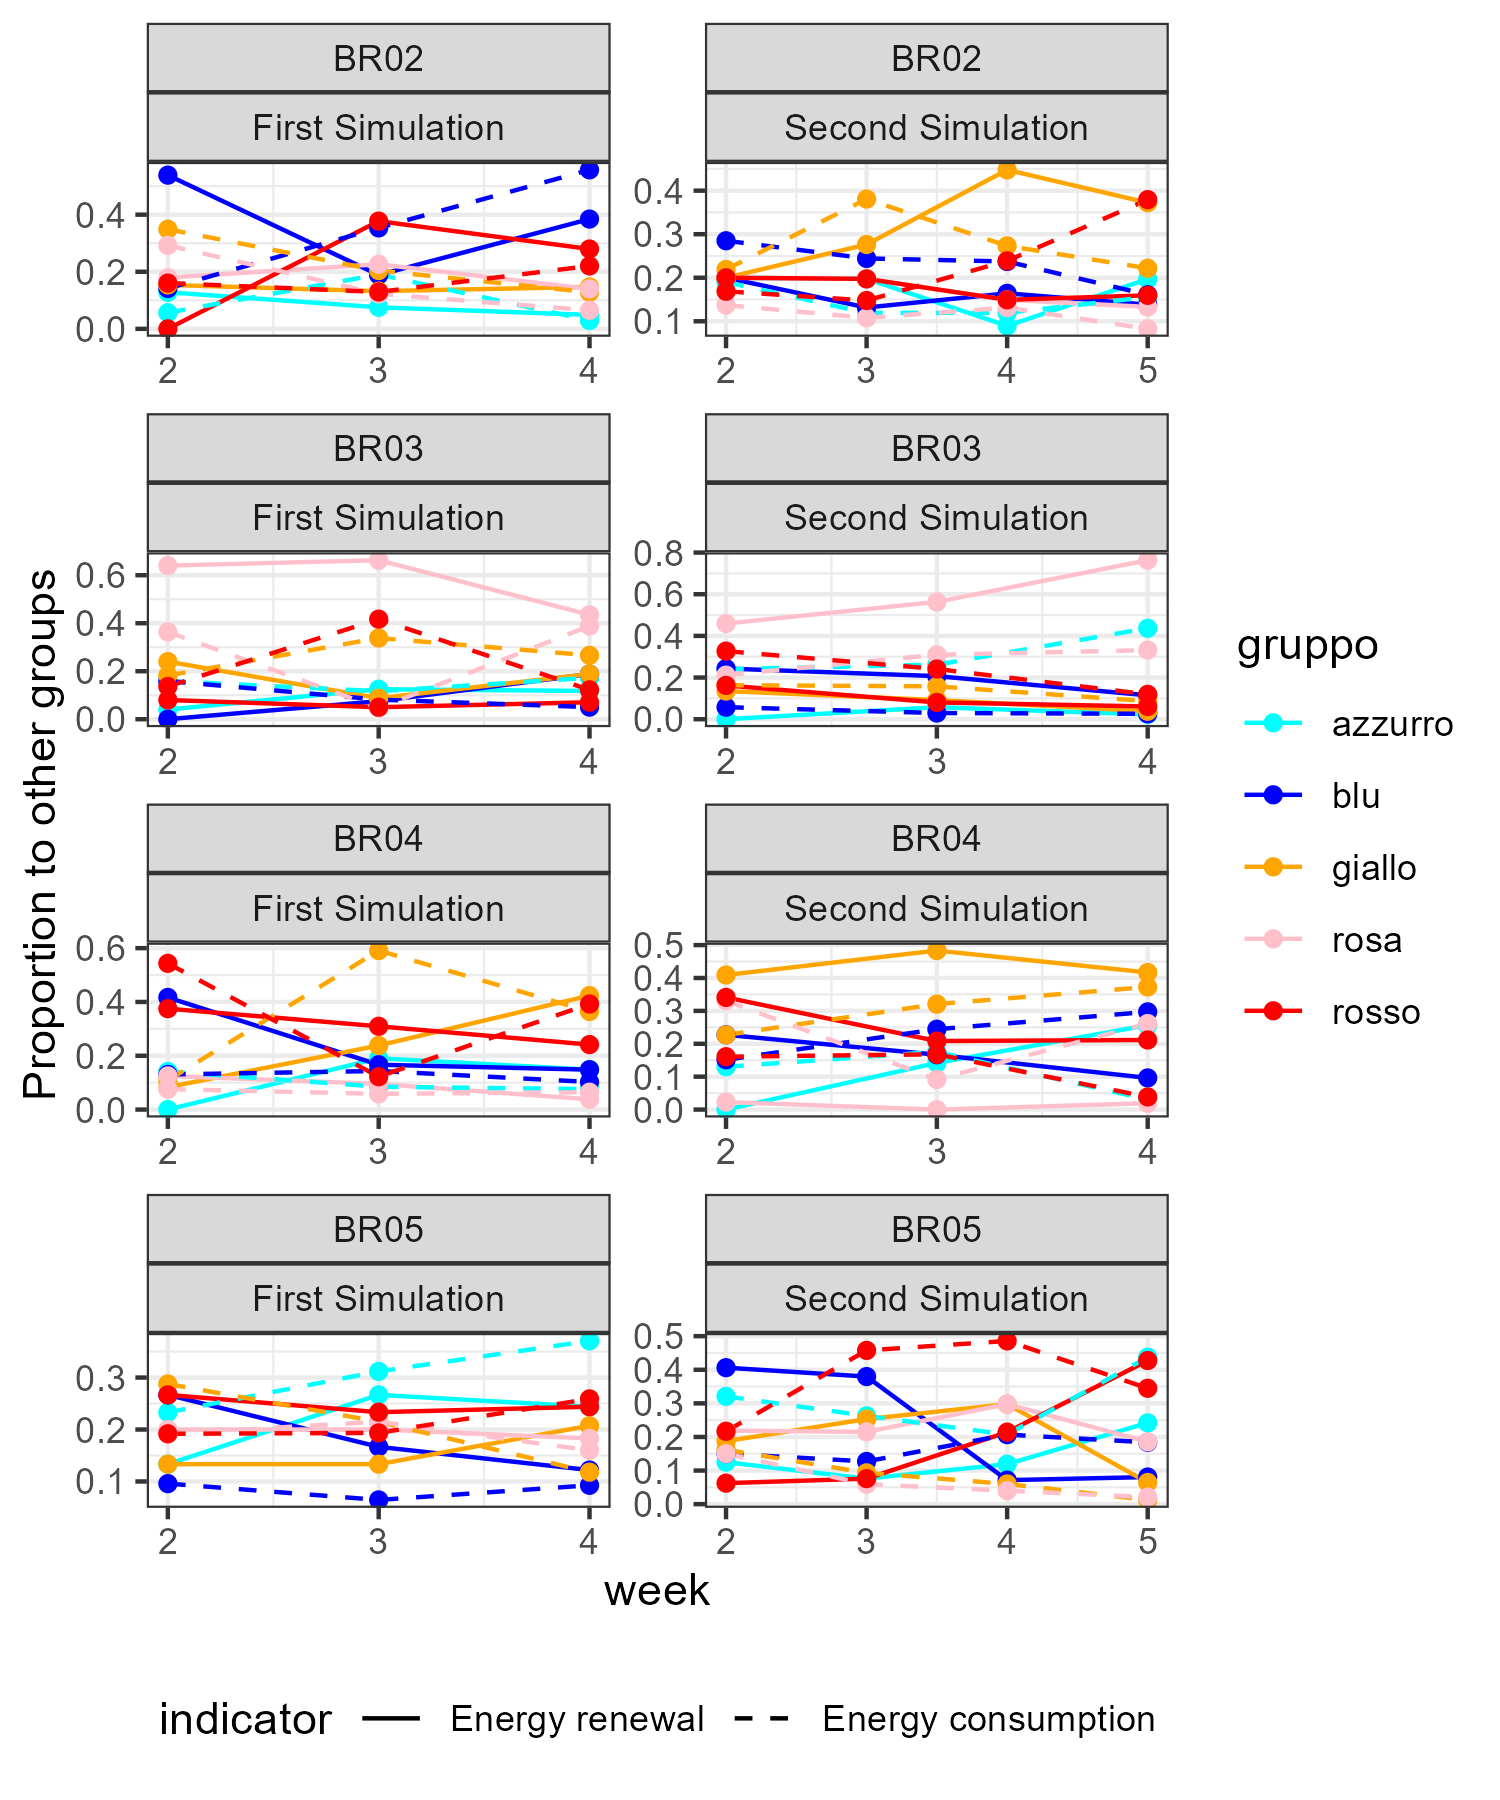 BR02 BR02
First Simulation Second Simulation
0.4 0.2 0.0
0.4 0.3 0.2 0.1
2 3 4 2 3 4 5
BR03 BR03
First Simulation Second Simulation
0.6 0.4 0.2 0.0
0.8 0.6 0.4 0.2 0.0
2 3 4 2 3 4
BR04 BR04
First Simulation Second Simulation
0.6 0.4 0.2 0.0
0.5 0.4 0.3 0.2 0.1 0.0
2 3 4 2 3 4
BR05 BR05
First Simulation Second Simulation
0.3 0.2 0.1
0.5 0.4 0.3 0.2 0.1 0.0
2 3 4 2 3 4 5
Proportion to other groups
week
gruppo
azzurro
blu
giallo
rosa
rosso
indicator Energy renewal Energy consumption